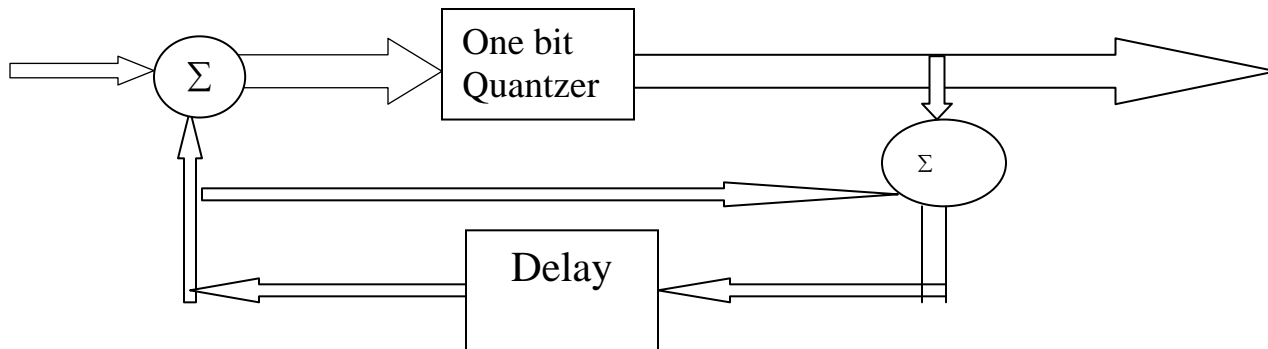 Σ
One bit
Quantzer
Σ
Delay